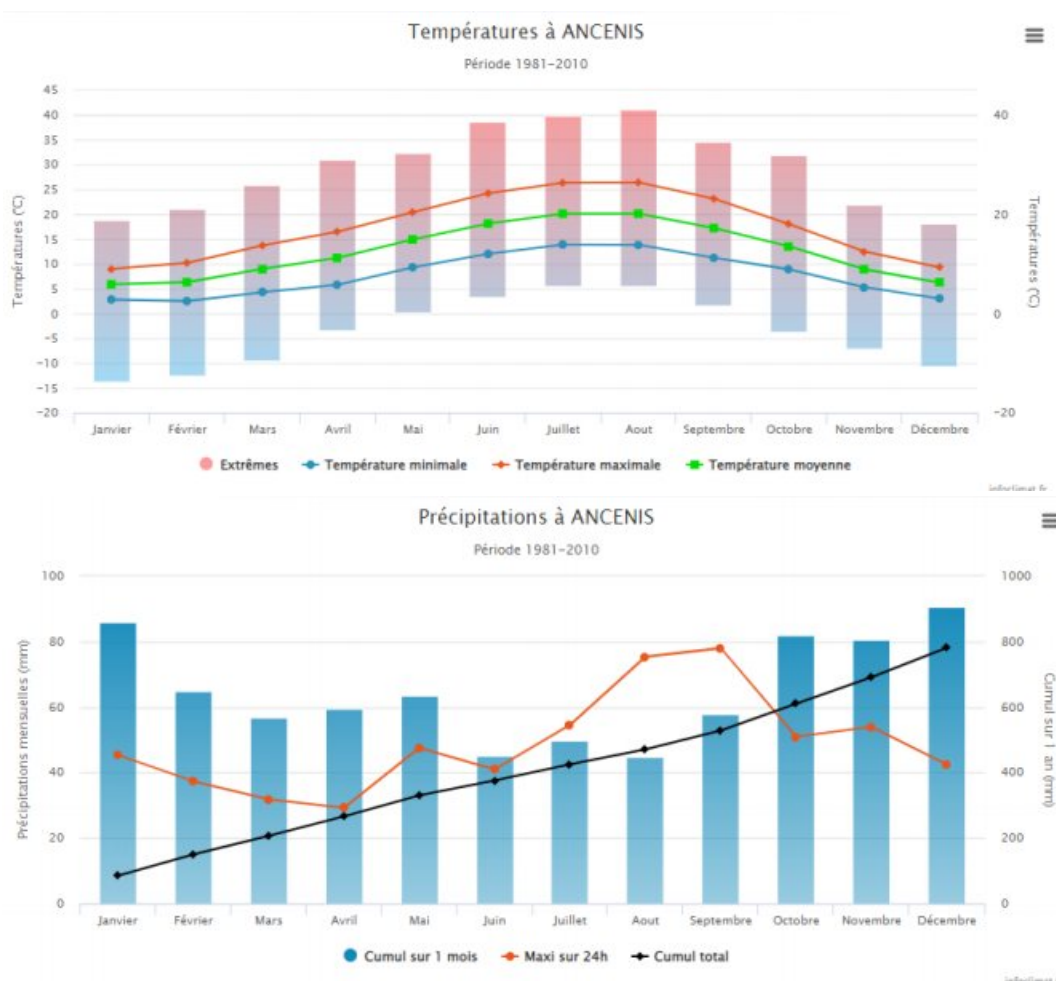 Températures à ANCENIS
Période 1981-2010
Températures (°C)
45
40
35
30
25
20
15
10
5
0
-5
-10
-15
-20
40
20
0
-20
Températures (°C)
Janvier Février Mars Avril Mai Juin Juillet Aout Septembre Octobre Novembre Décembre
Extrêmes Température minimale Température maximale Température moyenne
Précipitations à ANCENIS
Période 1981-2010
Précipitations mensuelles (mm)
100
80
60
40
20
0
1000
800
600
400
200
0
Cumul sur 1 an (mm)
Janvier Février Mars Avril Mai Juin Juillet Aout Septembre Octobre Novembre Décembre
Cumul sur 1 mois Maxi sur 24h Cumul total